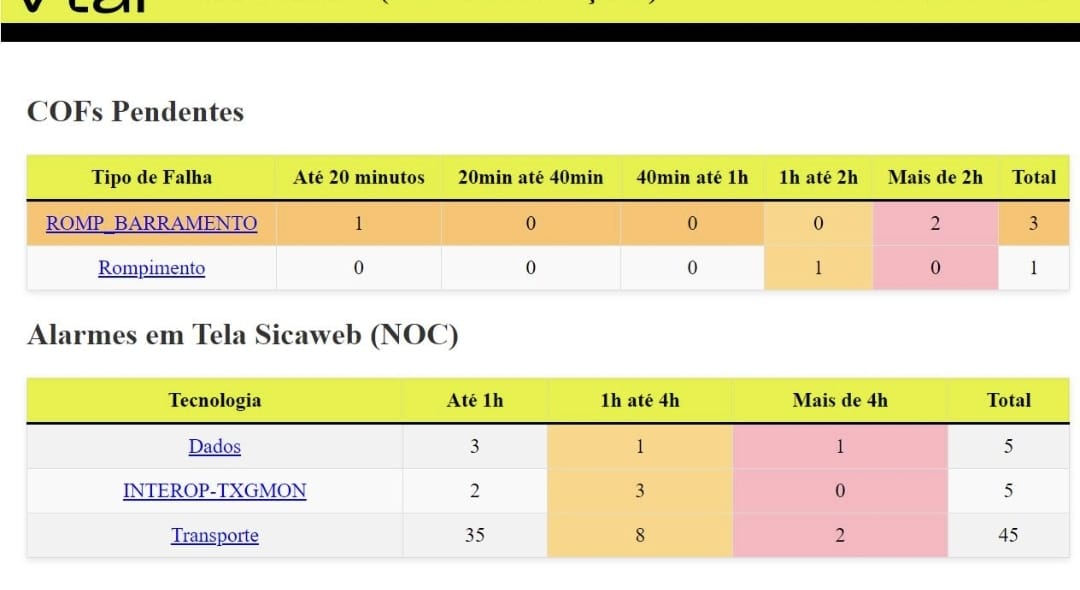 COFs Pendentes
Tipo de Falha Até 20 minutos 20min até 40min 40min até 1h 1h até 2h Mais de 2h Total
ROMP_BARRAMENTO 1 0 0 0 2 3
Rompimento 0 0 0 1 0 1
Alarmes em Tela Sicaweb (NOC)
Tecnologia Até 1h 1h até 4h Mais de 4h Total
Dados 3 1 1 5
INTEROP-TXGMON 2 3 0 5
Transporte 35 8 2 45